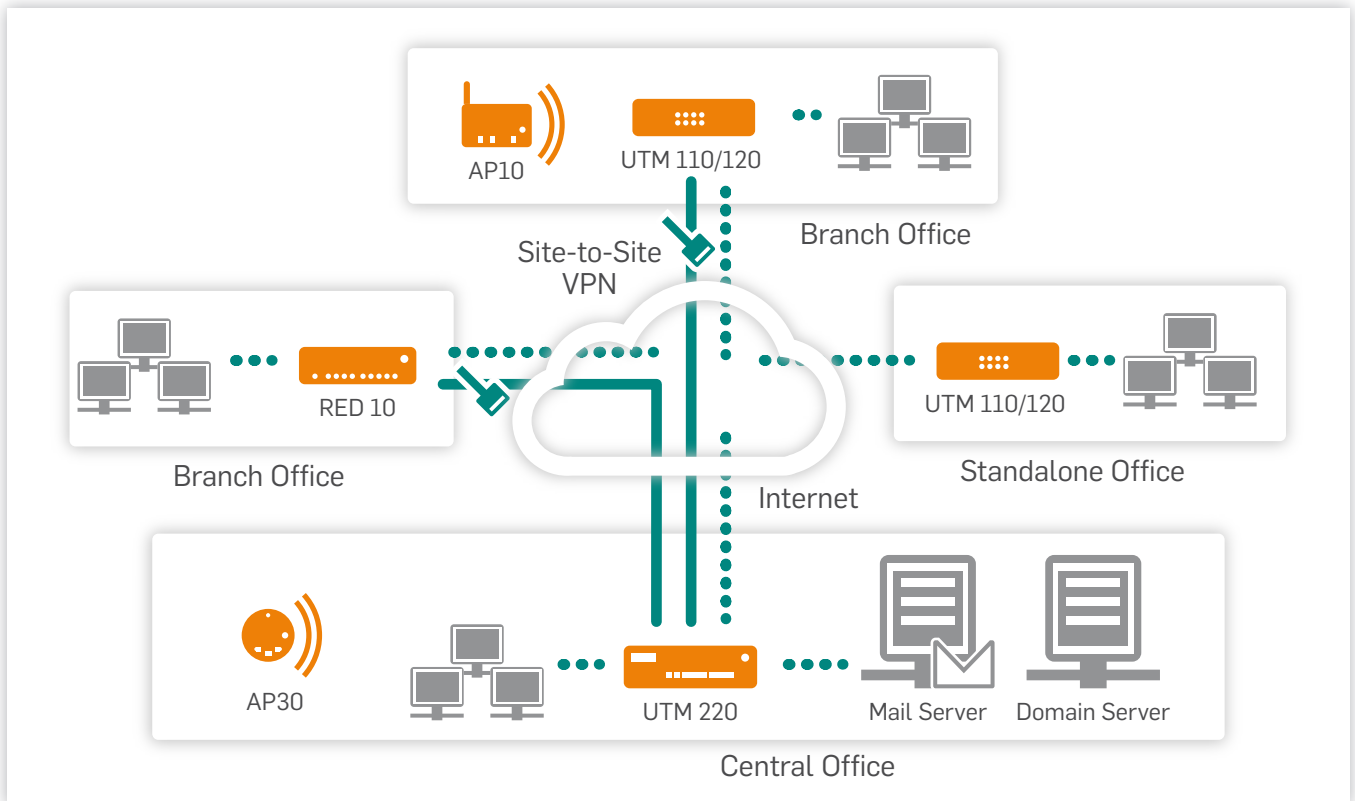 AP10
UTM 110/120
Branch Office
Site-to-Site
VPN
RED 10
Branch Office
UTM 110/120
Standalone Office
Internet
AP30
UTM 220
Mail Server
Domain Server
Central Office